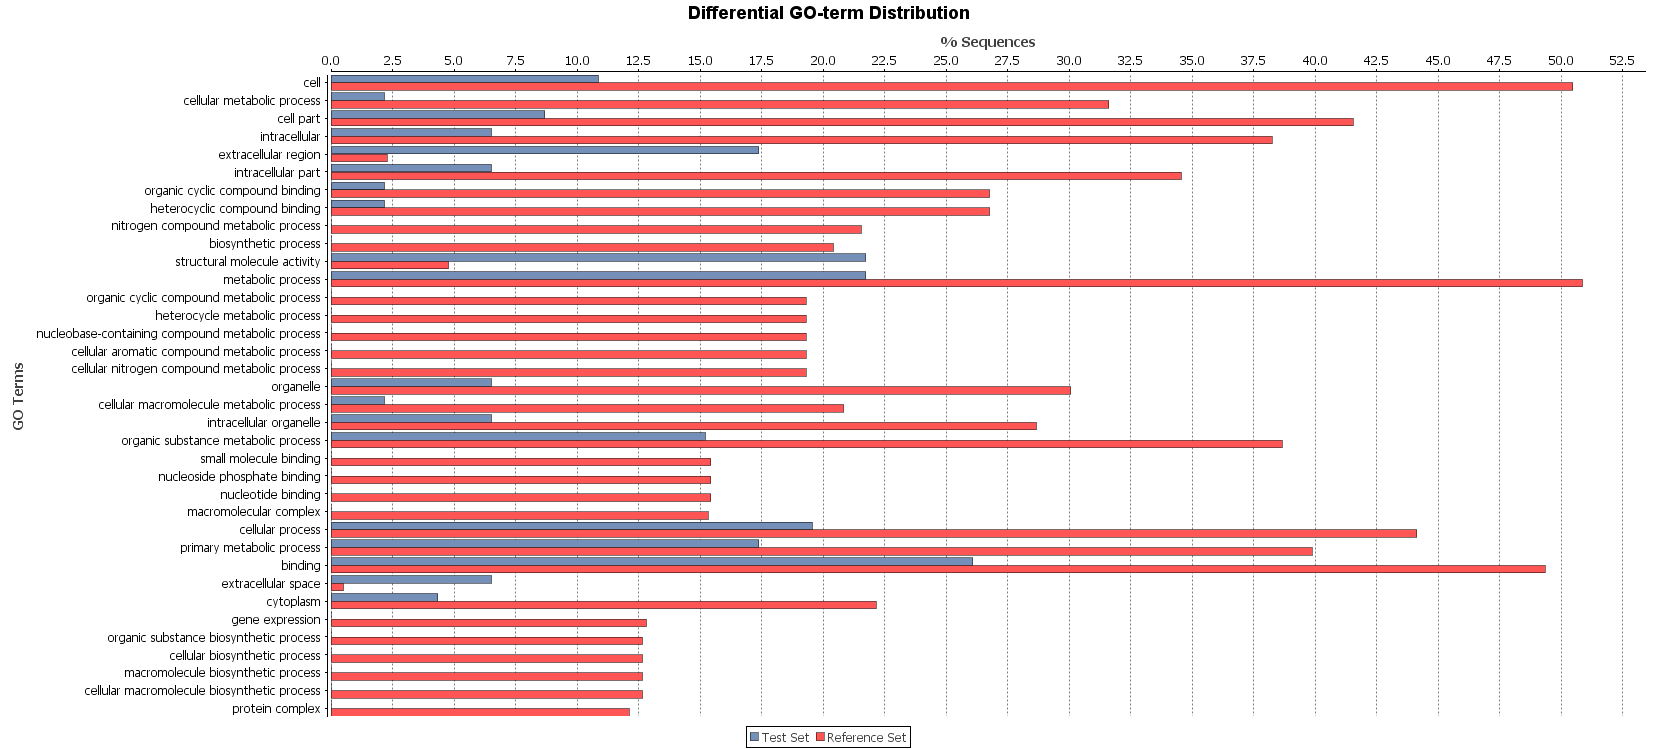 Differential GO-term Distribution
% Sequences
0.0 2.5 5.0 7.5 10.0 12.5 15.0 17.5 20.0 22.5 25.0 27.5 30.0 32.5 35.0 37.5 40.0 42.5 45.0 47.5 50.0 52.5
GO Terms
cell
cellular metabolic process
cell part
intracellular
extracellular region
intracellular part
organic cyclic compound binding
heterocyclic compound binding
nitrogen compound metabolic process
biosynthetic process
structural molecule activity
metabolic process
organic cyclic compound metabolic process
heterocycle metabolic process
nucleobase-containing compound metabolic process
cellular aromatic compound metabolic process
cellular nitrogen compound metabolic process
organelle
cellular macromolecule metabolic process
intracellular organelle
organic substance metabolic process
small molecule binding
nucleoside phosphate binding
nucleotide binding
macromolecular complex
cellular process
primary metabolic process
binding
extracellular space
cytoplasm
gene expression
organic substance biosynthetic process
cellular biosynthetic process
macromolecule biosynthetic process
cellular macromolecule biosynthetic process
protein complex
Test Set Reference Set